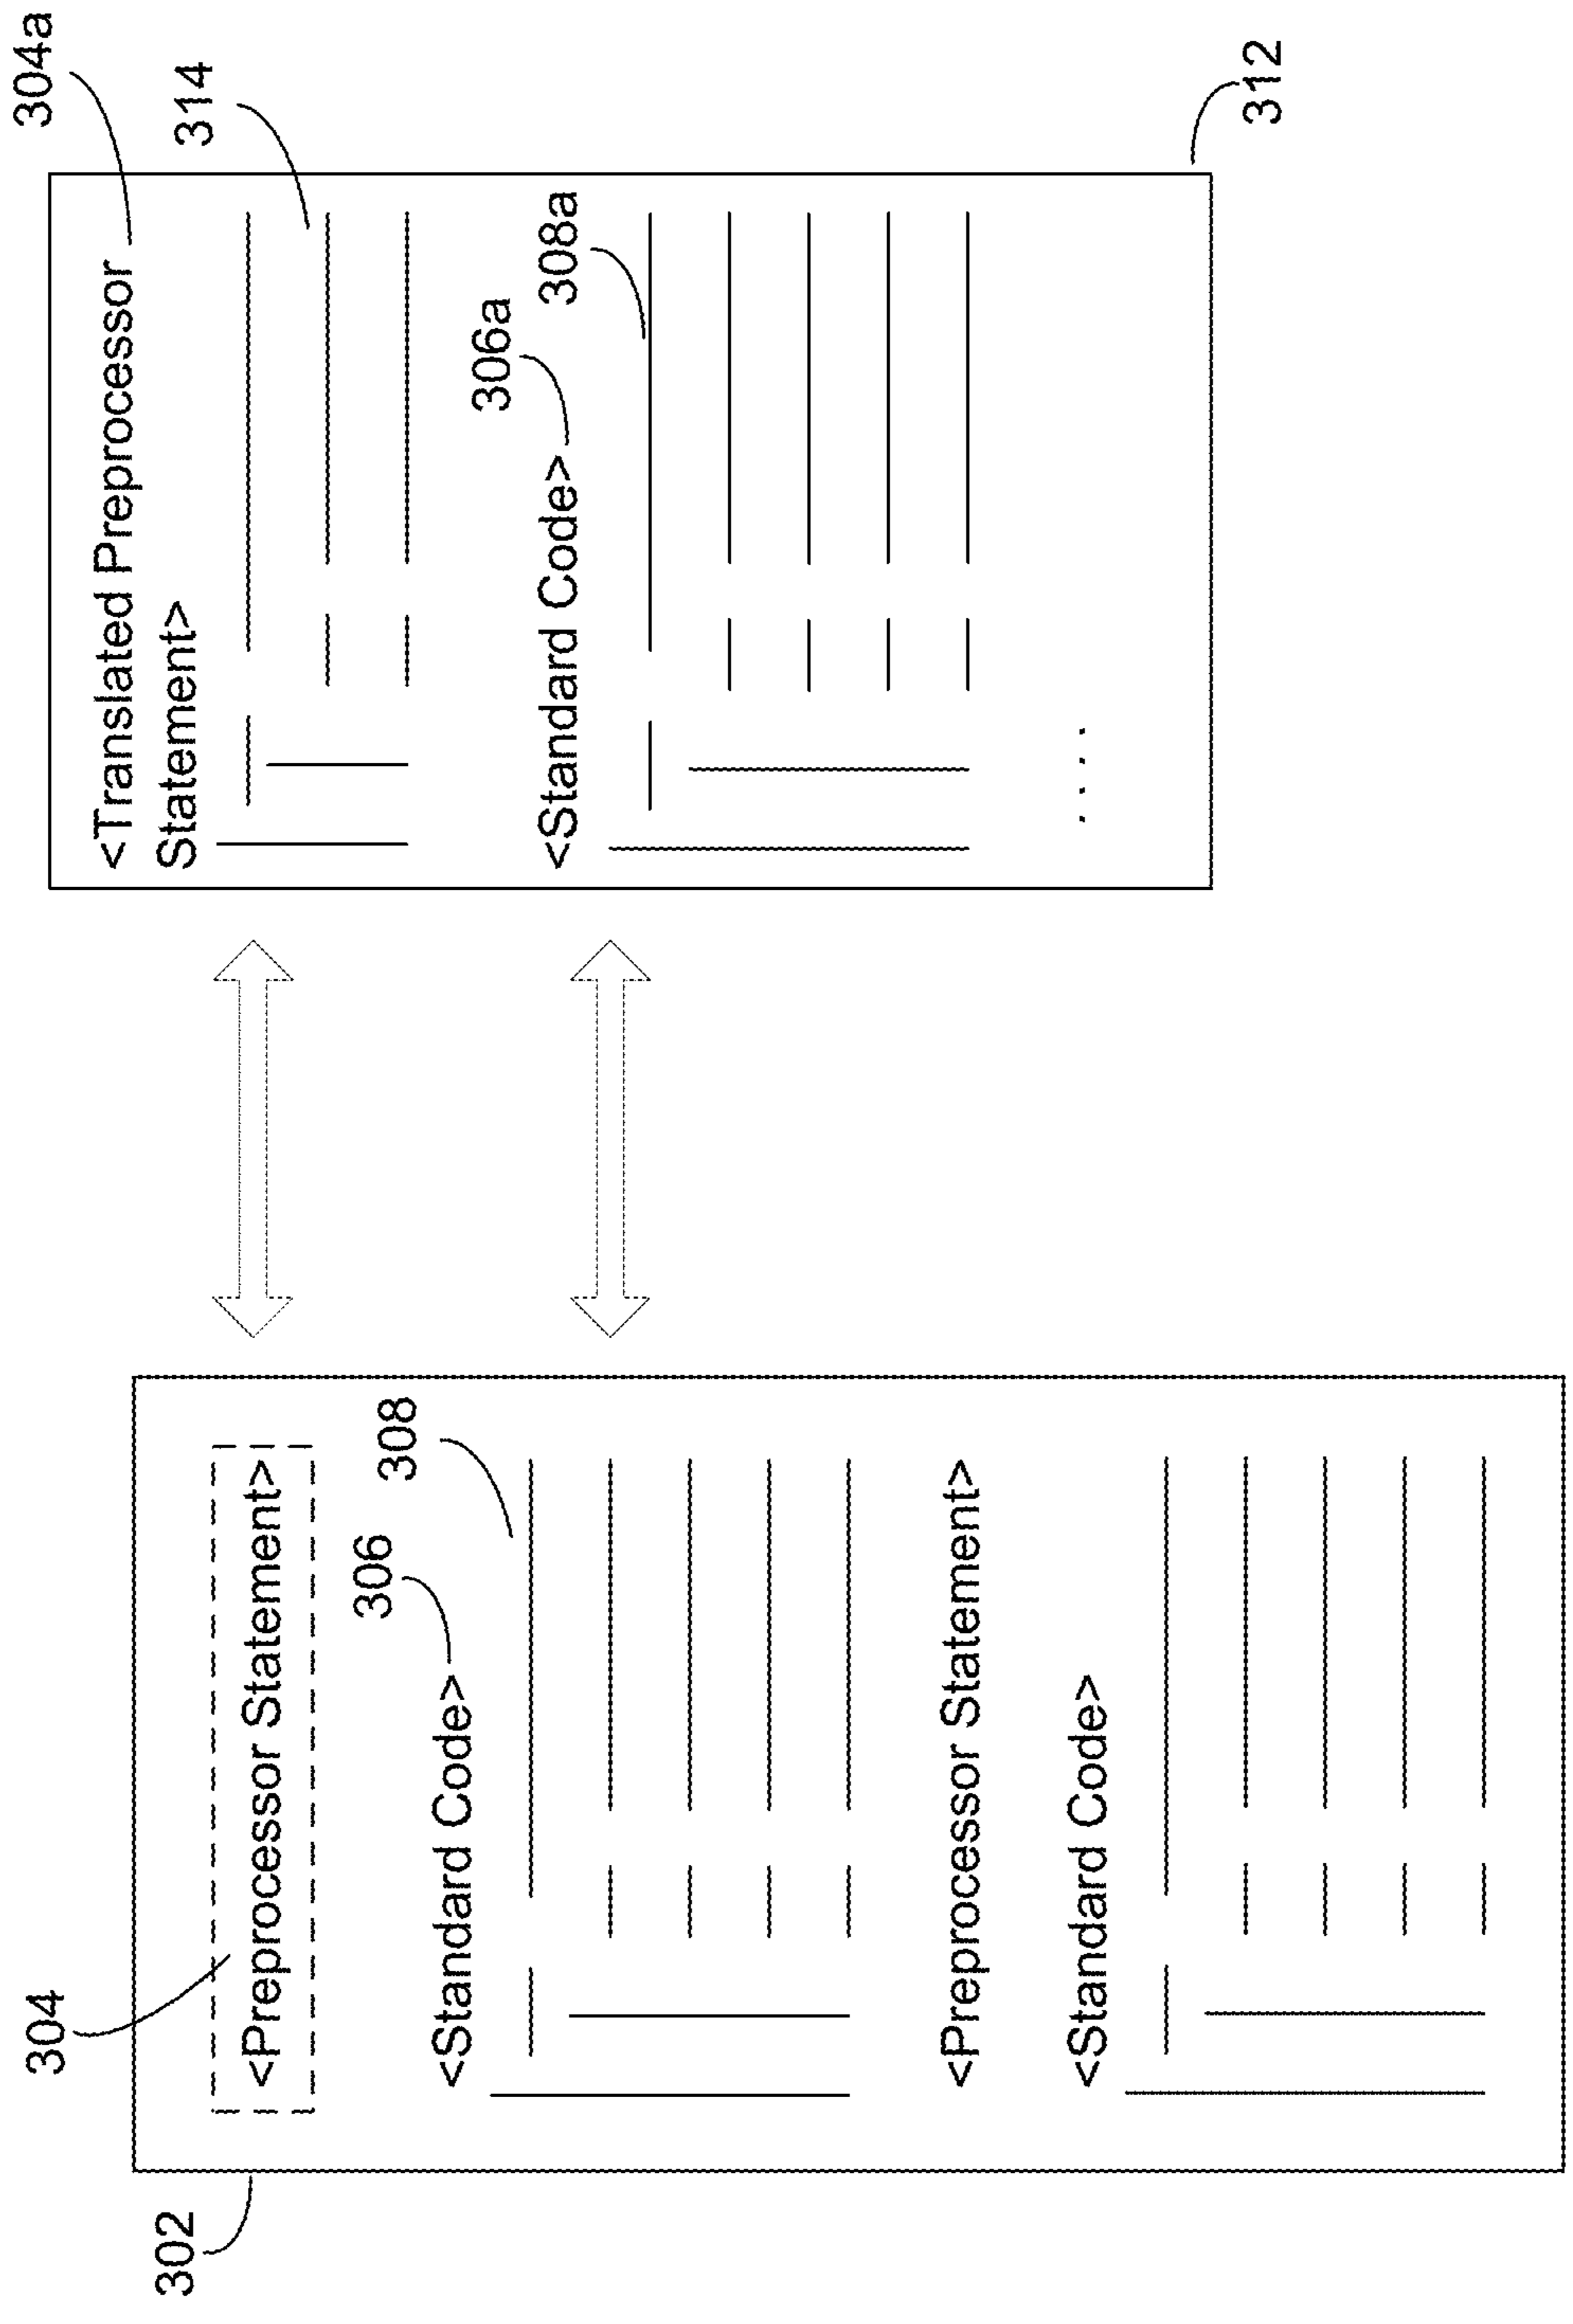 302
304
<Preprocessor Statement>
306
308
<Standard Code>
<Preprocessor Statement>
<Standard Code>
304a
<Translated Preprocessor
Statement>
314
306a
308a
<Standard Code>
. . . .
312